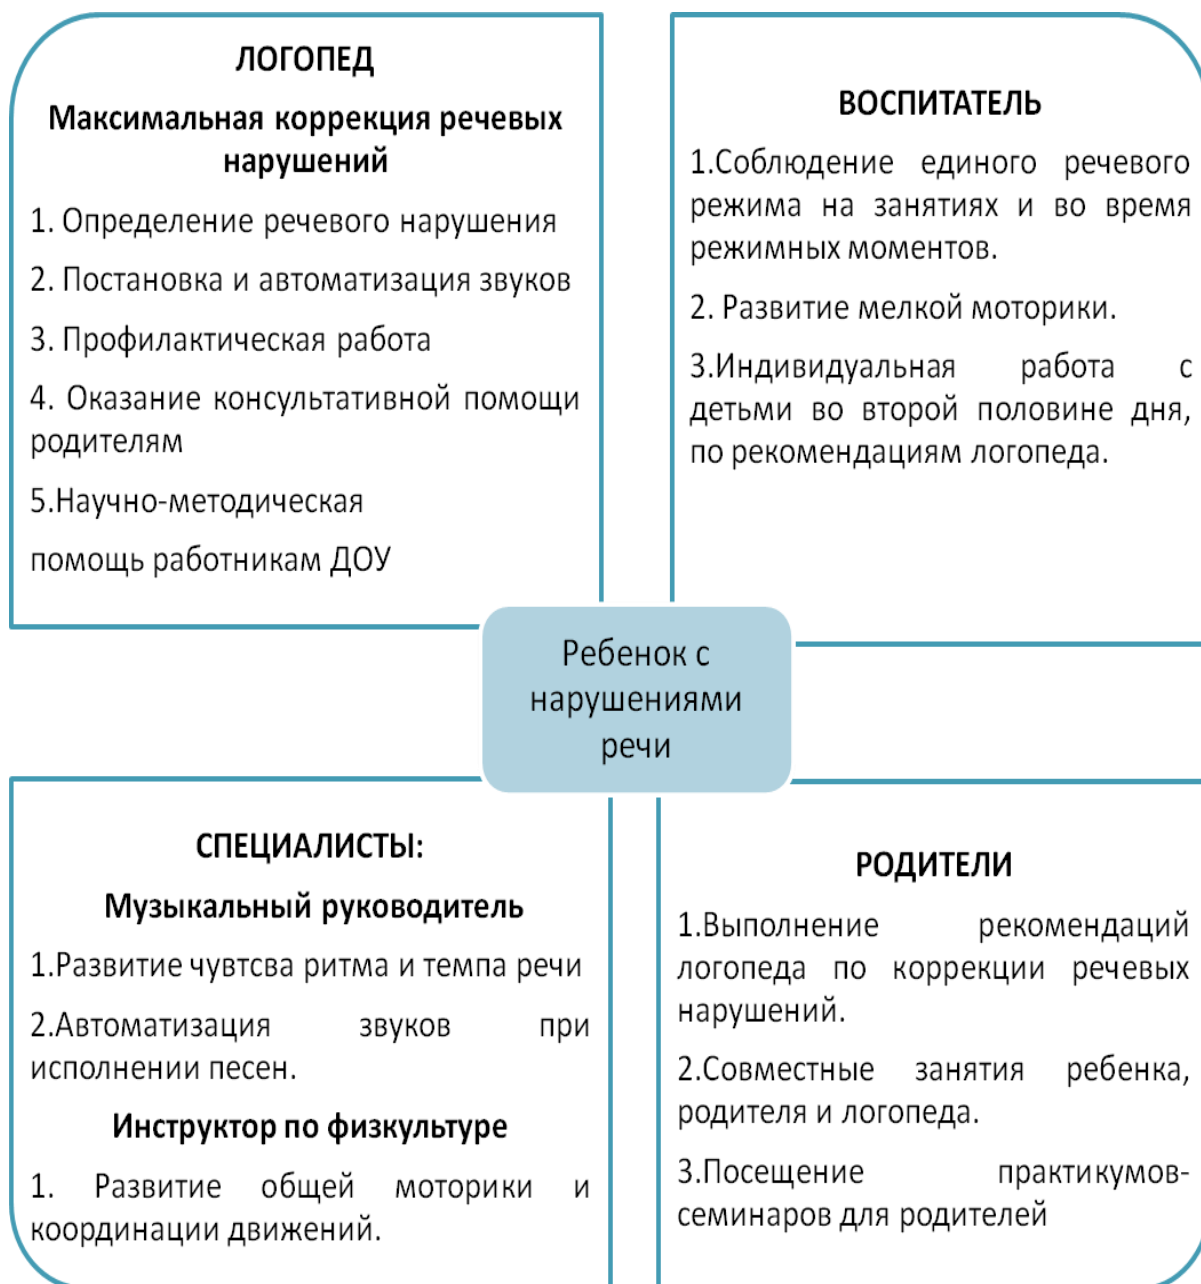 ЛОГОПЕД
Максимальная коррекция речевых
нарушений
1. Определение речевого нарушения
2. Постановка и автоматизация звуков
3. Профилактическая работа
4. Оказание консультативной помощи
родителям
5.Научно-методическая
помощь работникам ДОУ
ВОСПИТАТЕЛЬ
1.Соблюдение единого речевого
режима на занятиях и во время
режимных моментов.
2. Развитие мелкой моторики.
3.Индивидуальная работа с
детьми во второй половине дня,
по рекомендациям логопеда.
Ребенок с
нарушениями
речи
СПЕЦИАЛИСТЫ:
Музыкальный руководитель
1.Развитие чувтсва ритма и темпа речи
2.Автоматизация звуков при
исполнении песен.
Инструктор по физкультуре
1. Развитие общей моторики и
координации движений.
РОДИТЕЛИ
1.Выполнение рекомендаций
логопеда по коррекции речевых
нарушений.
2.Совместные занятия ребенка,
родителя и логопеда.
3.Посещение практикумов-
семинаров для родителей